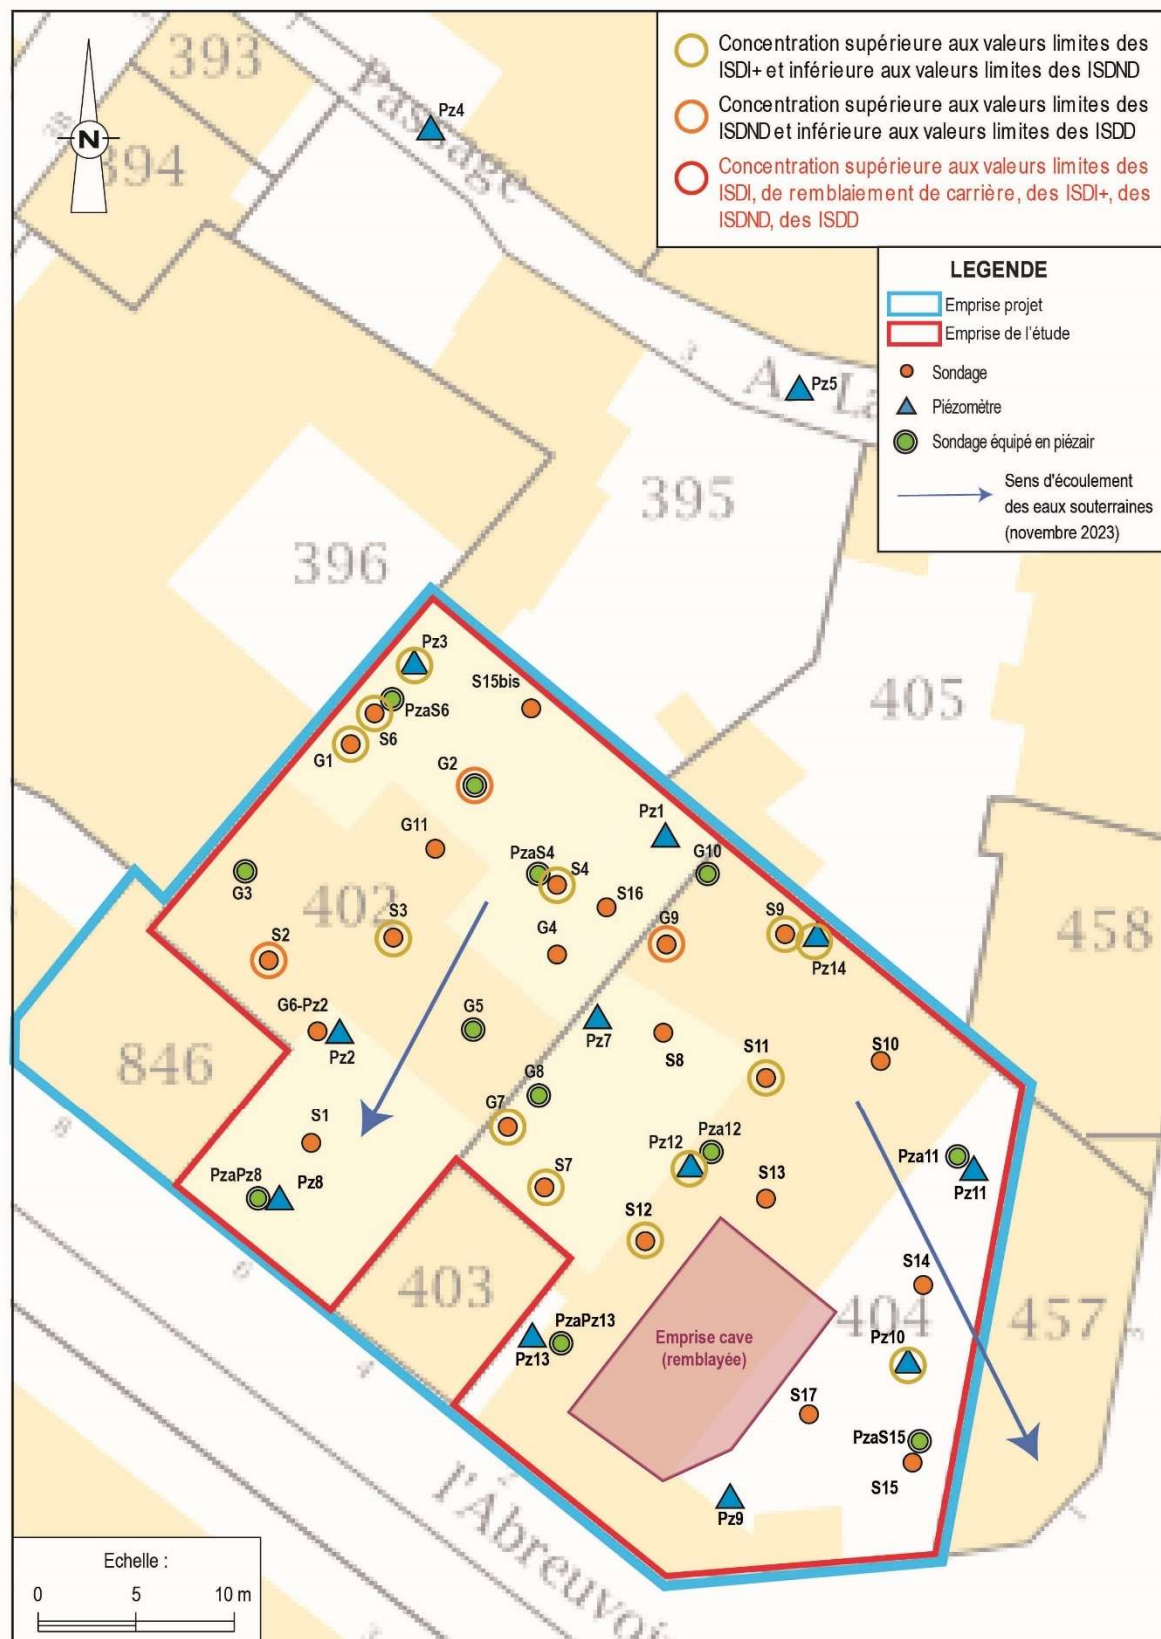 393
passage
Pz4
N
394
Concentration supérieure aux valeurs limites des
ISDI+ et inférieure aux valeurs limites des ISDND
Concentration supérieure aux valeurs limites des
ISDND et inférieure aux valeurs limites des ISDD
Concentration supérieure aux valeurs limites des
ISDI, de remblaiement de carrière, des ISDI+, des
ISDND, des ISDD
LEGENDE
Emprise projet
Emprise de l'étude
Sondage
Piézomètre
Sondage équipé en piézair
Sens d'écoulement
des eaux souterraines
(novembre 2023)
3
A La
Pz5
395
396
405
Pz3
S15bis
PzaS6
S6
G1
G2
Pz1
G11
G10
PzaS4
S4
G3
402
S16
S3
G9
S9
458
S2
G4
Pz14
G6-Pz2
G5
Pz7
Pz2
S8
S11
S10
846
G8
G7
S1
Pz12
Pza12
Pza11
PzaPz8
Pz8
S7
S13
Pz11
8
S12
6
403
S14
404
457
PzaPz13
Pz13
Emprise cave
(remblayée)
Pz10
4
S17
PzaS15
S15
Pz9
l'Abreuvoir
Echelle :
0 5 10 m